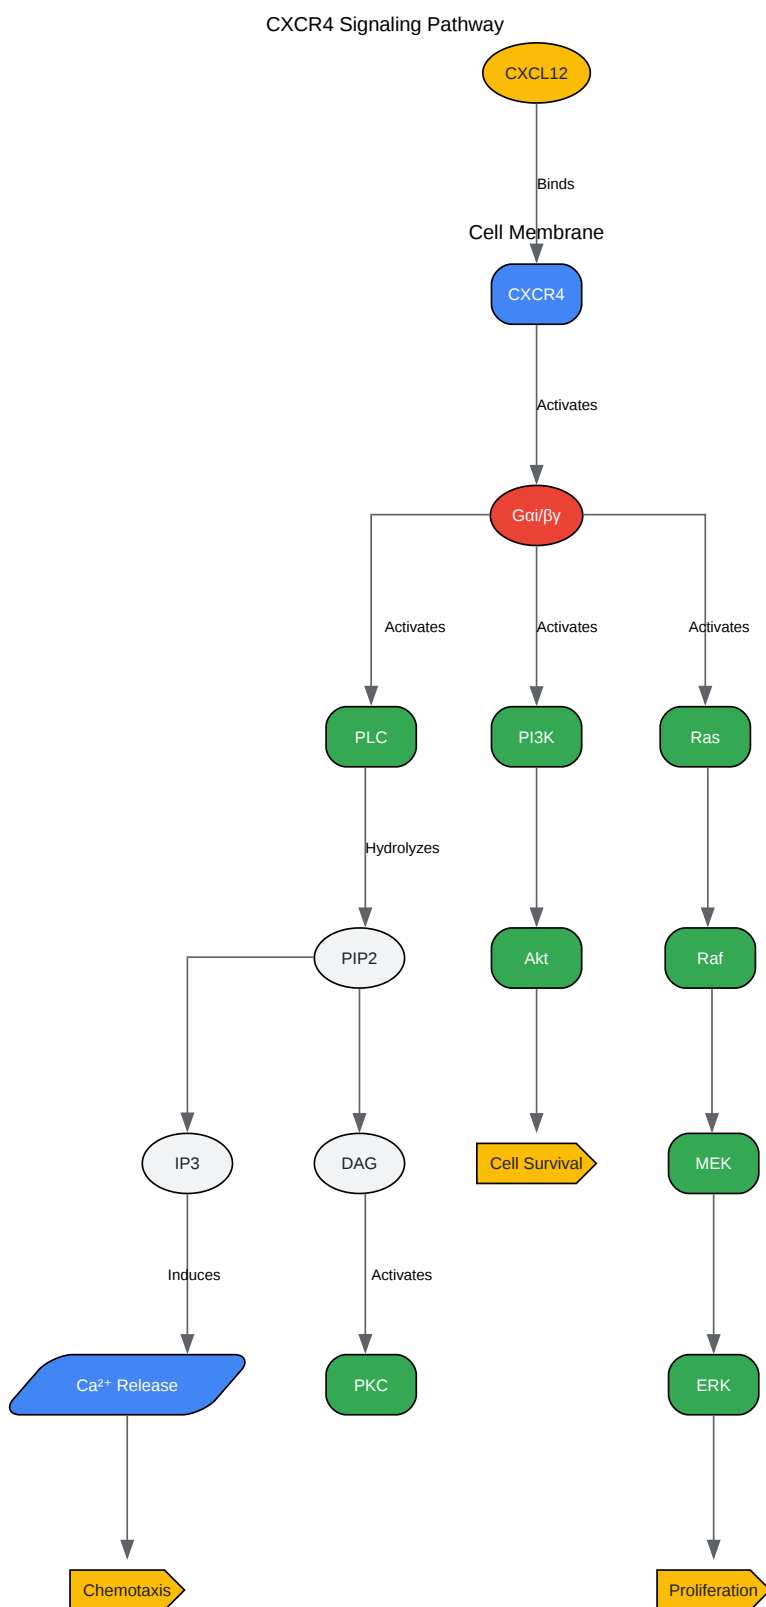 CXCR4 Signaling Pathway
CXCL12
Binds
Cell Membrane
CXCR4
Activates
Gαi/βγ
Activates
Activates
Activates
PLC
PI3K
Ras
Hydrolyzes
PIP2
Akt
Raf
IP3
DAG
Cell Survival
MEK
Induces
Activates
Ca²⁺ Release
PKC
ERK
Chemotaxis
Proliferation